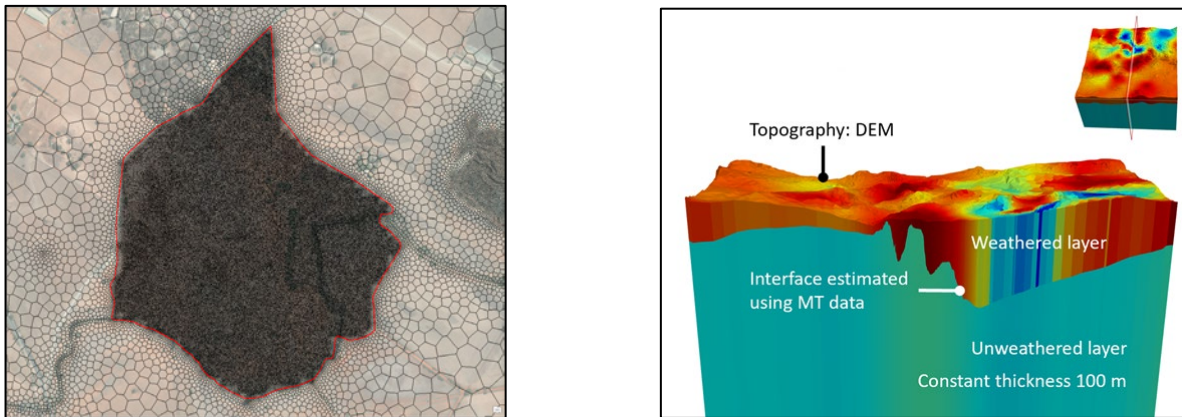 Topography: DEM
Weathered layer
Interface estimated
using MT data
Unweathered layer
Constant thickness 100 m